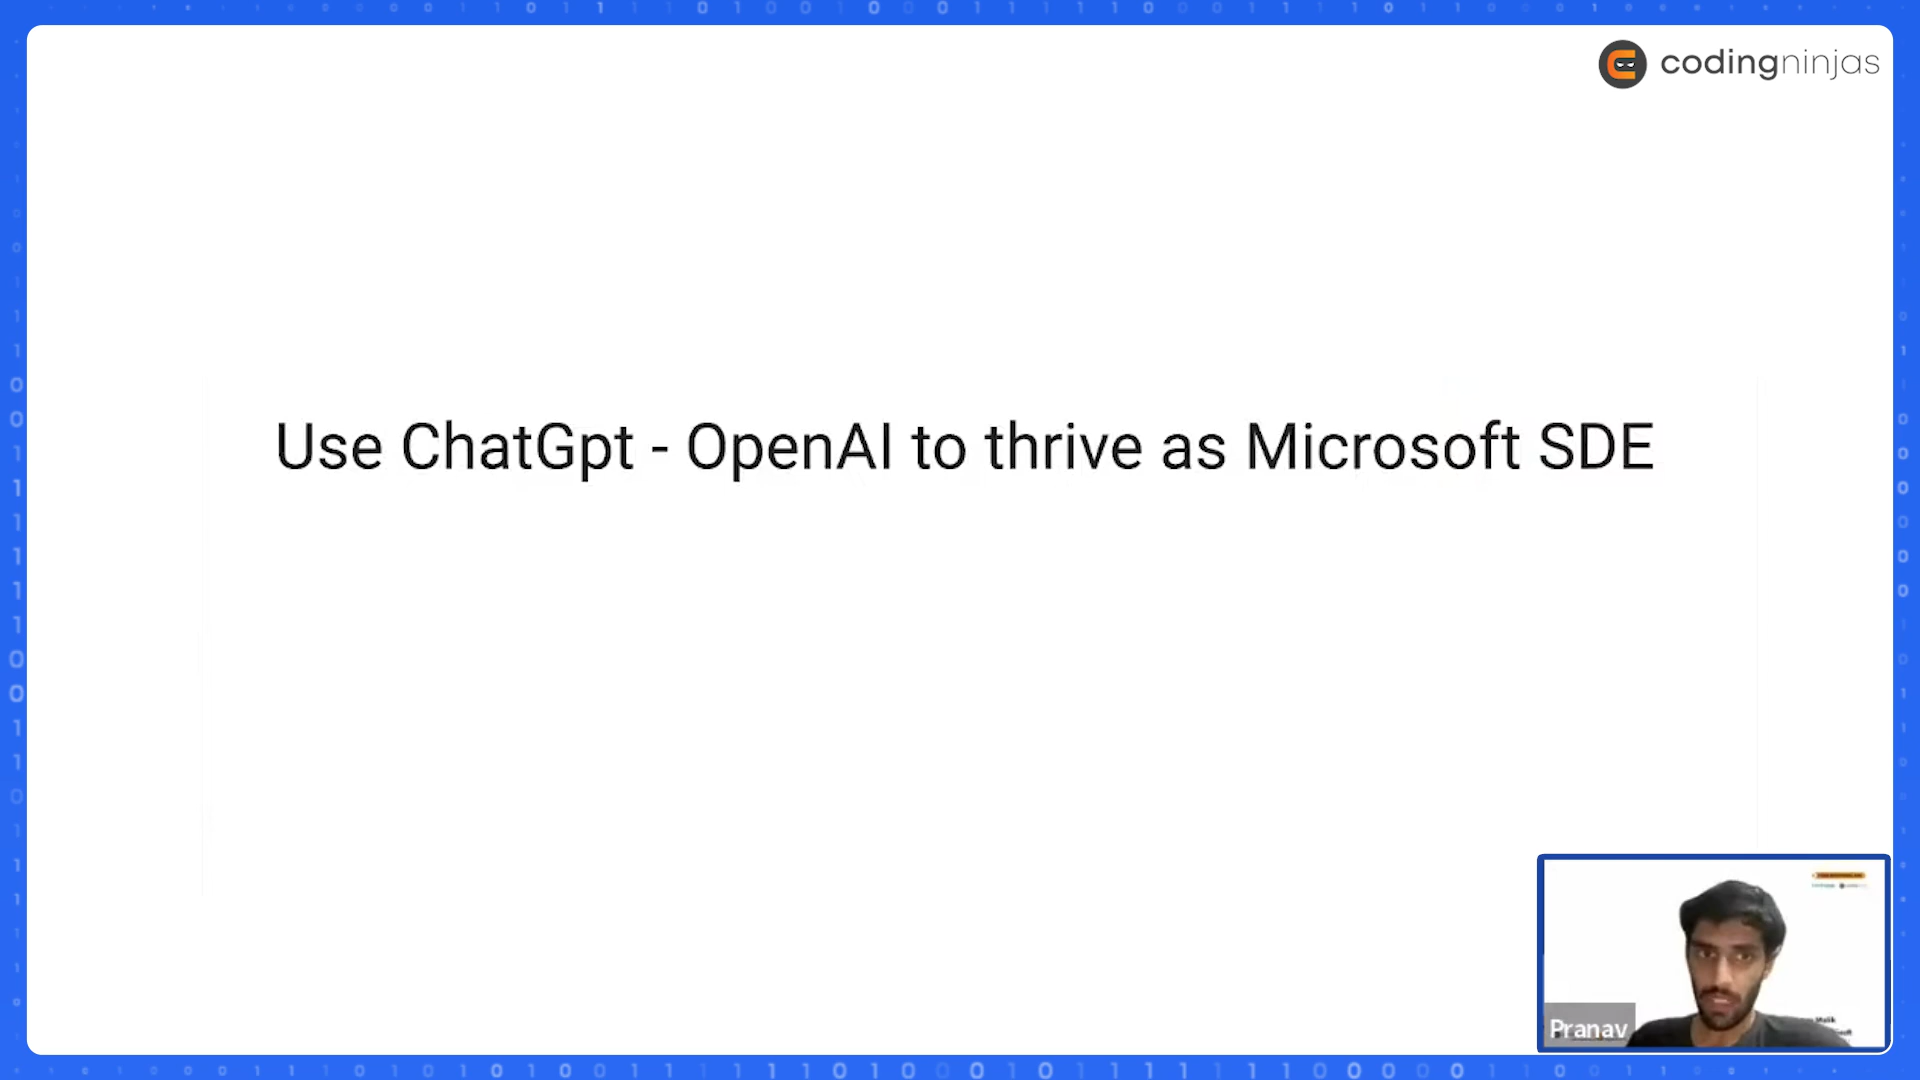 codingninjas
Use ChatGpt - OpenAI to thrive as Microsoft SDE
Pranav